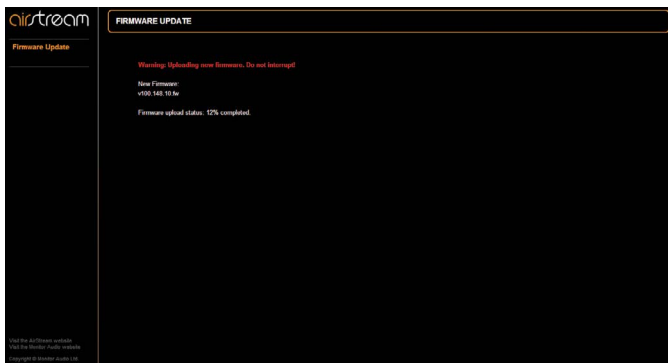 airstream
FIRMWARE UPDATE
Firmware Update
Warning: Uploading new firmware. Do not interrupt!
New Firmware:
v100.148.10.fw
Firmware upload status: 12% completed.
Visit the AirStream website
Visit the Monitor Audio website
Copyright © Monitor Audio Ltd.